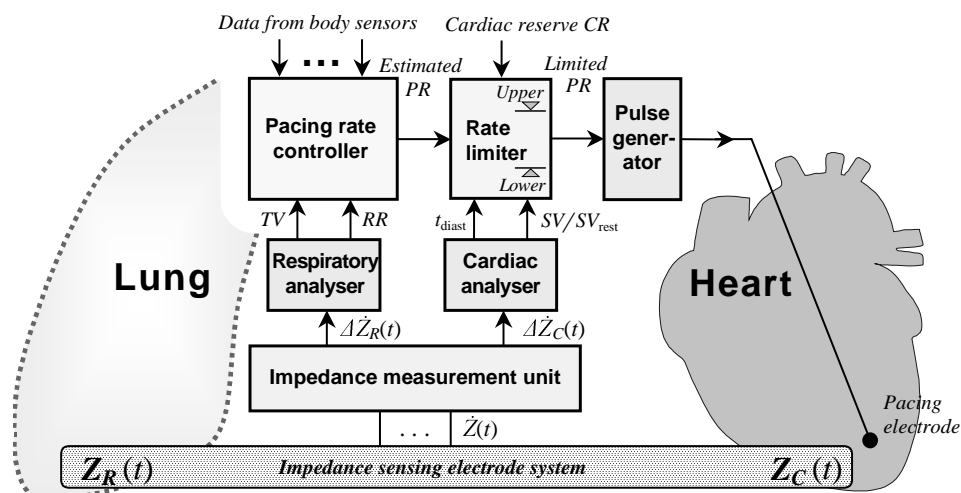 Data from body sensors
Cardiac reserve CR
...
Estimated
PR
Limited
PR
Upper
Pacing rate
controller
Rate
limiter
Lower
Pulse
gener-
ator
TV
RR
t_diast
SV/SV_rest
Lung
Respiratory
analyser
Cardiac
analyser
Heart
ΔŻ_R(t)
ΔŻ_C(t)
Impedance measurement unit
. . .
Ż(t)
Pacing
electrode
Z_R(t)
Impedance sensing electrode system
Z_C(t)